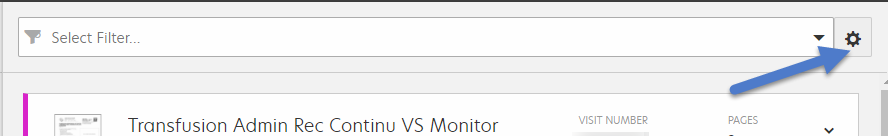 Select Filter...
Transfusion Admin Rec Continu VS Monitor
VISIT NUMBER
PAGES